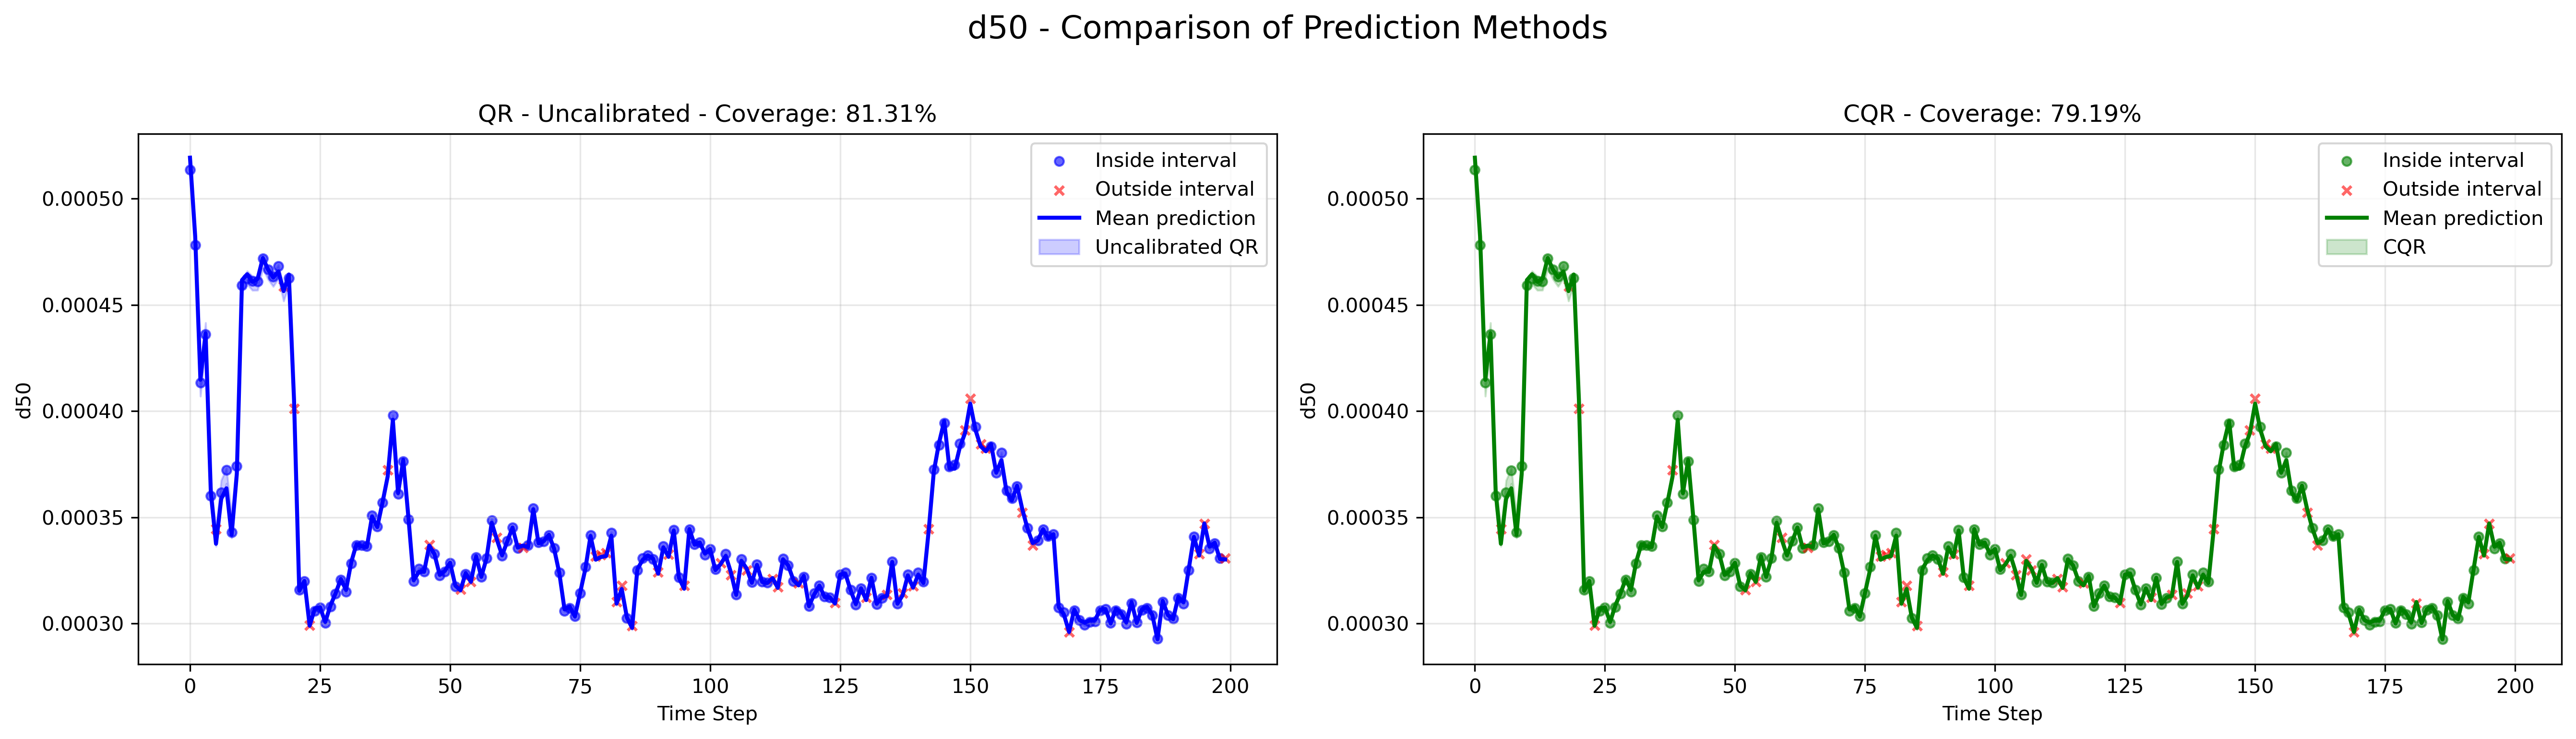 d50 - Comparison of Prediction Methods
QR - Uncalibrated - Coverage: 81.31%
Inside interval
Outside interval
Mean prediction
Uncalibrated QR
0.00050
0.00045
0.00040
0.00035
0.00030
d50
0 25 50 75 100 125 150 175 200
Time Step
CQR - Coverage: 79.19%
Inside interval
Outside interval
Mean prediction
CQR
0.00050
0.00045
0.00040
0.00035
0.00030
d50
0 25 50 75 100 125 150 175 200
Time Step